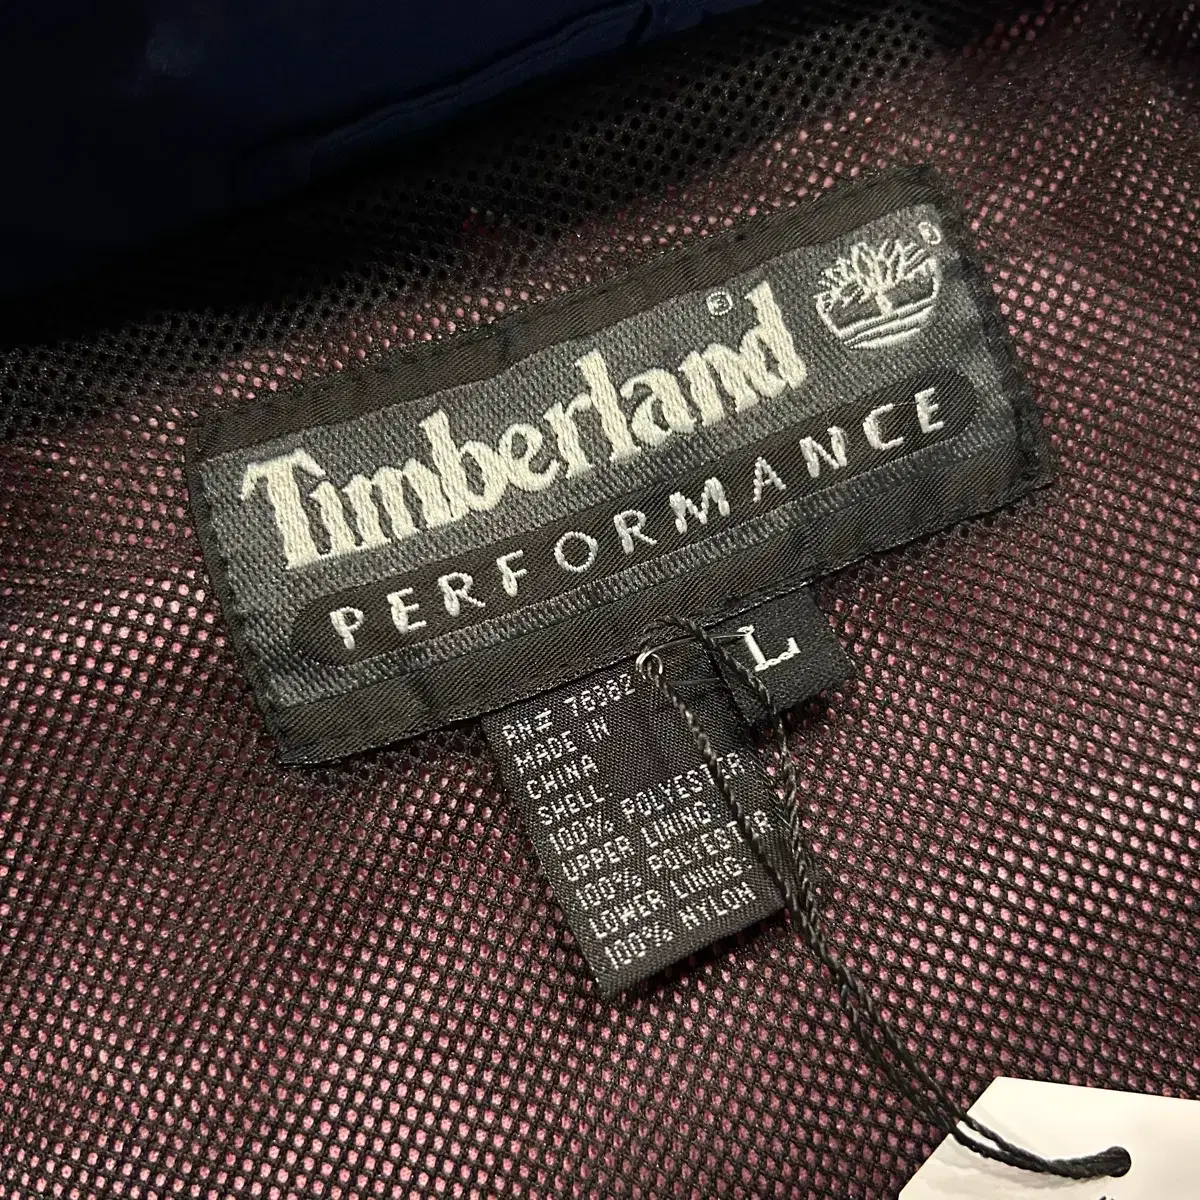 Timberland®
®
PERFORMANCE
L
RN# 76382
MADE IN
CHINA
SHELL
100% POLYESTER
UPPER LINING
100% POLYESTER
LOWER LINING
100% NYLON